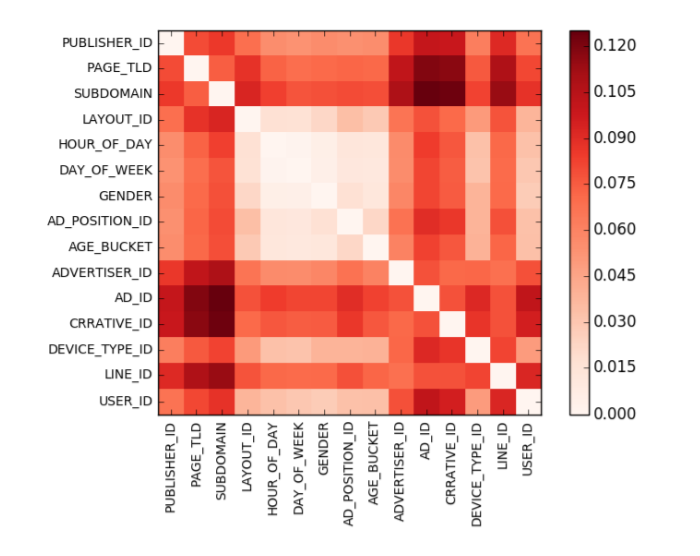 PUBLISHER_ID
PAGE_TLD
SUBDOMAIN
LAYOUT_ID
HOUR_OF_DAY
DAY_OF_WEEK
GENDER
AD_POSITION_ID
AGE_BUCKET
ADVERTISER_ID
AD_ID
CRRATIVE_ID
DEVICE_TYPE_ID
LINE_ID
USER_ID
PUBLISHER_ID
PAGE_TLD
SUBDOMAIN
LAYOUT_ID
HOUR_OF_DAY
DAY_OF_WEEK
GENDER
AD_POSITION_ID
AGE_BUCKET
ADVERTISER_ID
AD_ID
CRRATIVE_ID
DEVICE_TYPE_ID
LINE_ID
USER_ID
0.120
0.105
0.090
0.075
0.060
0.045
0.030
0.015
0.000